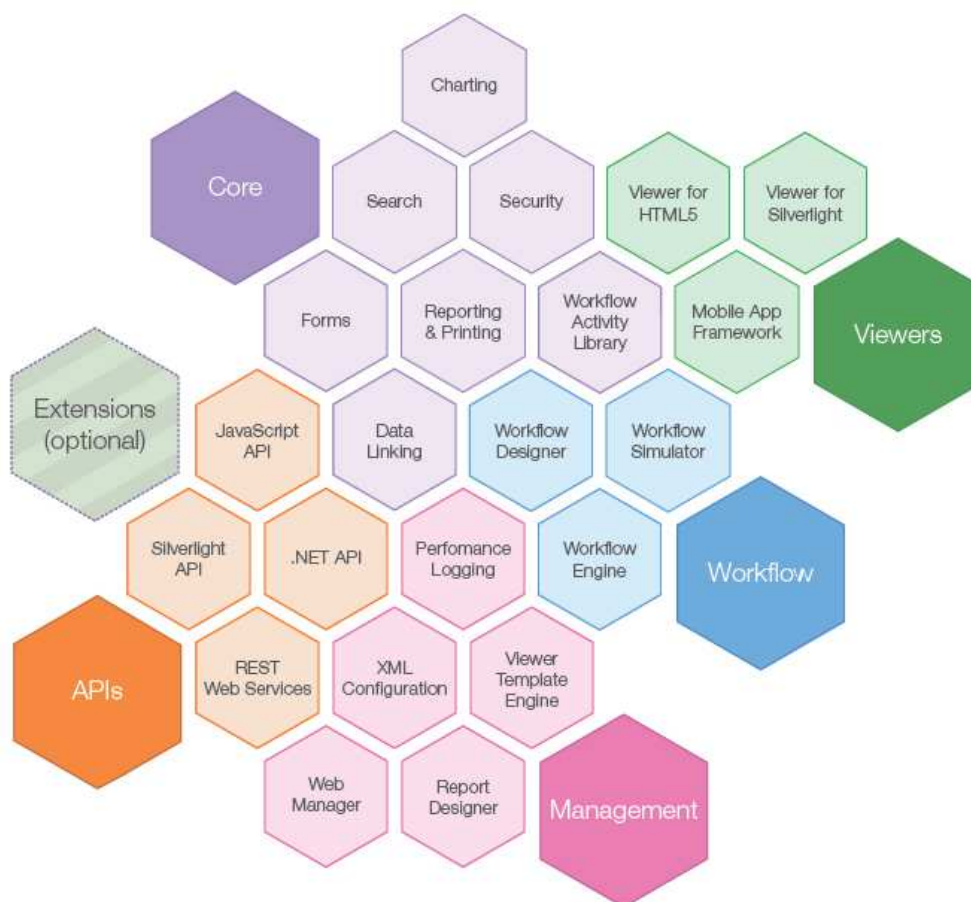 Charting
Core
Search
Security
Viewer for
HTML5
Viewer for
Silverlight
Forms
Reporting
& Printing
Workflow
Activity
Library
Mobile App
Framework
Viewers
Extensions
(optional)
JavaScript
API
Data
Linking
Workflow
Designer
Workflow
Simulator
Silverlight
API
.NET API
Perfomance
Logging
Workflow
Engine
Workflow
APIs
REST
Web Services
XML
Configuration
Viewer
Template
Engine
Web
Manager
Report
Designer
Management